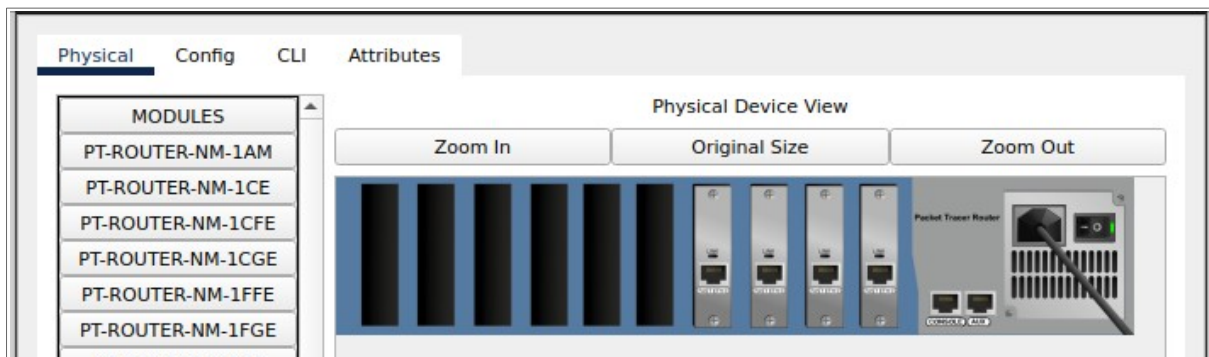 Physical Config CLI Attributes
MODULES
PT-ROUTER-NM-1AM
PT-ROUTER-NM-1CE
PT-ROUTER-NM-1CFE
PT-ROUTER-NM-1CGE
PT-ROUTER-NM-1FFE
PT-ROUTER-NM-1FGE
Physical Device View
Zoom In Original Size Zoom Out
Packet Tracer Router
CONSOLE AUX